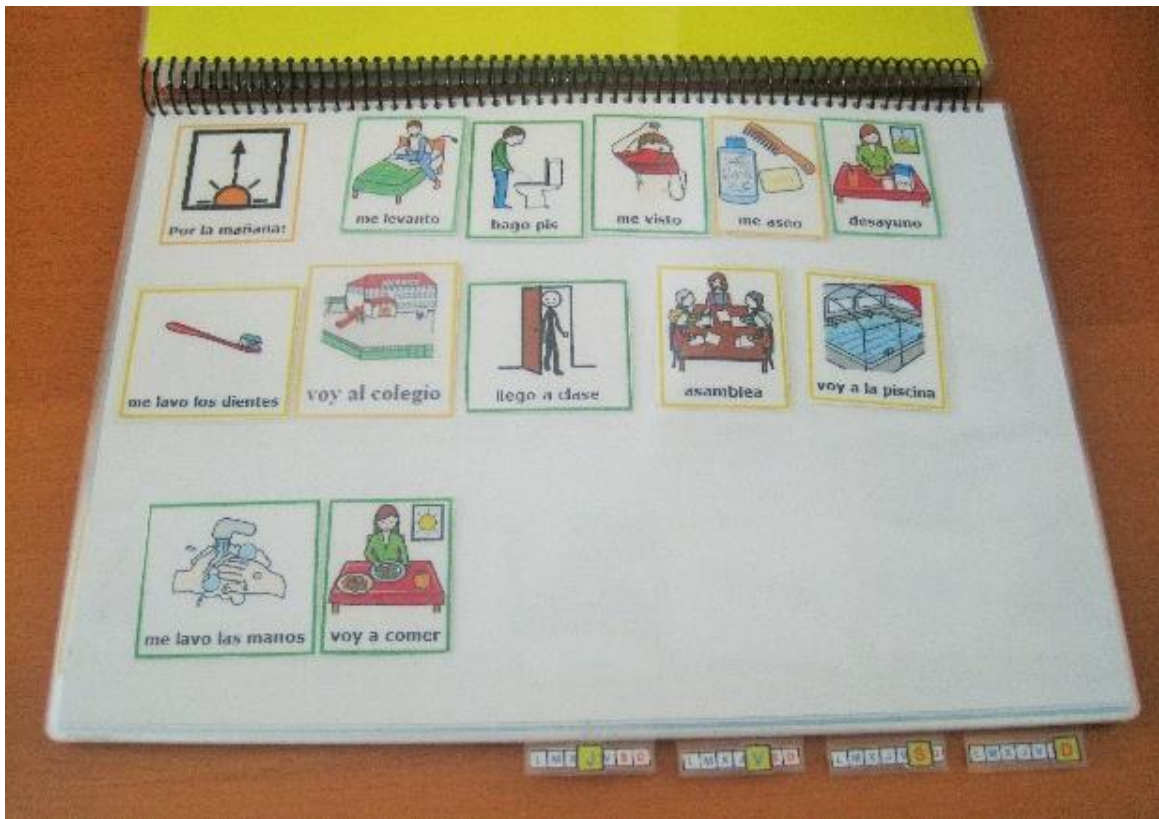 Por la mañana:
me levanto
hago pis
me visto
me aseo
desayuno
me lavo los dientes
voy al colegio
llego a clase
asamblea
voy a la piscina
me lavo las manos
voy a comer
L M X J V S D
L M X J V S D
L M X J V S D
L M X J V D